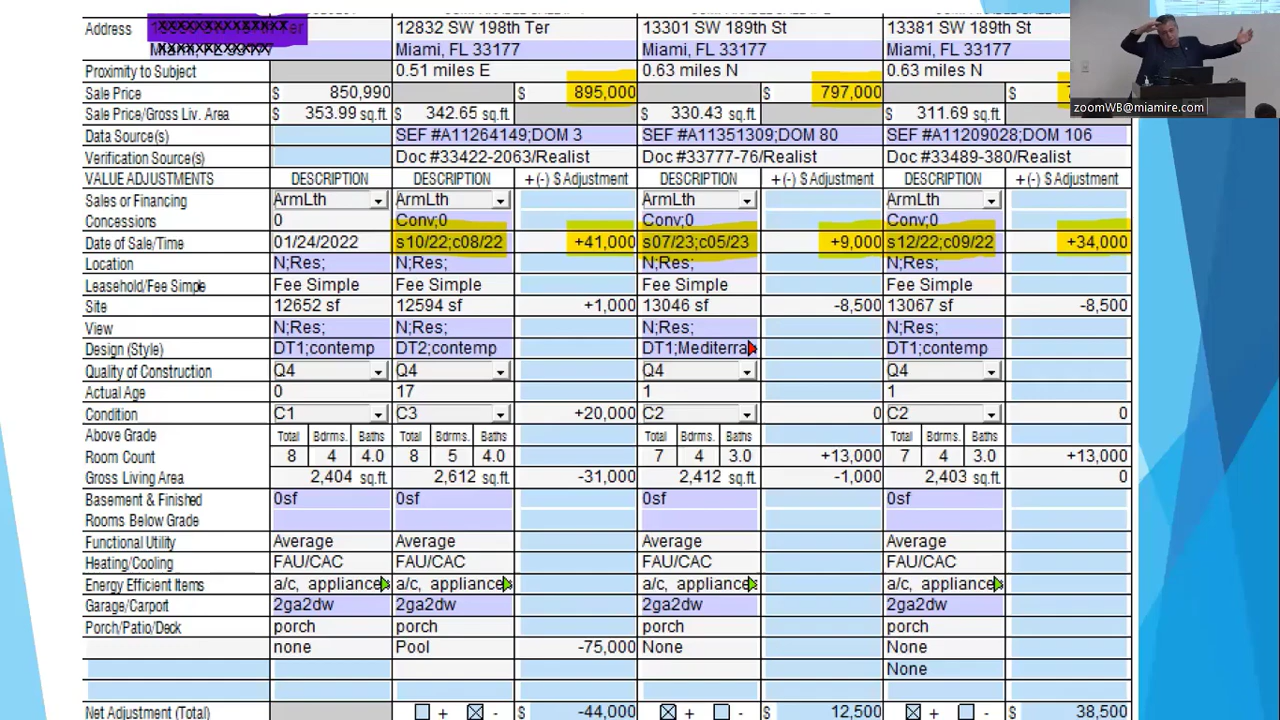 Address 12832 SW 198th Ter 13301 SW 189th St 13381 SW 189th St
Miami, FL 33177 Miami, FL 33177 Miami, FL 33177
Proximity to Subject 0.51 miles E 0.63 miles N 0.63 miles N
Sale Price $ 850,990 $ 895,000 $ 797,000 $
Sale Price/Gross Liv. Area $ 353.99 sq.ft. $ 342.65 sq.ft. $ 330.43 sq.ft. $ 311.69 sq.ft.
zoomWB@miamire.com
Data Source(s) SEF #A11264149;DOM 3 SEF #A11351309;DOM 80 SEF #A11209028;DOM 106
Verification Source(s) Doc #33422-2063/Realist Doc #33777-76/Realist Doc #33489-380/Realist
VALUE ADJUSTMENTS DESCRIPTION DESCRIPTION +(-) $ Adjustment DESCRIPTION +(-) $ Adjustment DESCRIPTION +(-) $ Adjustment
Sales or Financing ArmLth ArmLth ArmLth ArmLth
Concessions 0 Conv;0 Conv;0 Conv;0
Date of Sale/Time 01/24/2022 s10/22;c08/22 +41,000 s07/23;c05/23 +9,000 s12/22;c09/22 +34,000
Location N;Res; N;Res; N;Res; N;Res;
Leasehold/Fee Simple Fee Simple Fee Simple Fee Simple Fee Simple
Site 12652 sf 12594 sf +1,000 13046 sf -8,500 13067 sf -8,500
View N;Res; N;Res; N;Res; N;Res;
Design (Style) DT1;contemp DT2;contemp DT1;Mediterra DT1;contemp
Quality of Construction Q4 Q4 Q4 Q4
Actual Age 0 17 1 1
Condition C1 C3 +20,000 C2 0 C2 0
Above Grade Total Bdrms. Baths Total Bdrms. Baths Total Bdrms. Baths Total Bdrms. Baths
Room Count 8 4 4.0 8 5 4.0 7 4 3.0 +13,000 7 4 3.0 +13,000
Gross Living Area 2,404 sq.ft. 2,612 sq.ft. -31,000 2,412 sq.ft. -1,000 2,403 sq.ft. 0
Basement & Finished 0sf 0sf 0sf 0sf
Rooms Below Grade
Functional Utility Average Average Average Average
Heating/Cooling FAU/CAC FAU/CAC FAU/CAC FAU/CAC
Energy Efficient Items a/c, appliance a/c, appliance a/c, appliance a/c, appliance
Garage/Carport 2ga2dw 2ga2dw 2ga2dw 2ga2dw
Porch/Patio/Deck porch porch porch porch
none Pool -75,000 None None
None
Net Adjustment (Total) + - $ -44,000 + - $ 12,500 + - $ 38,500